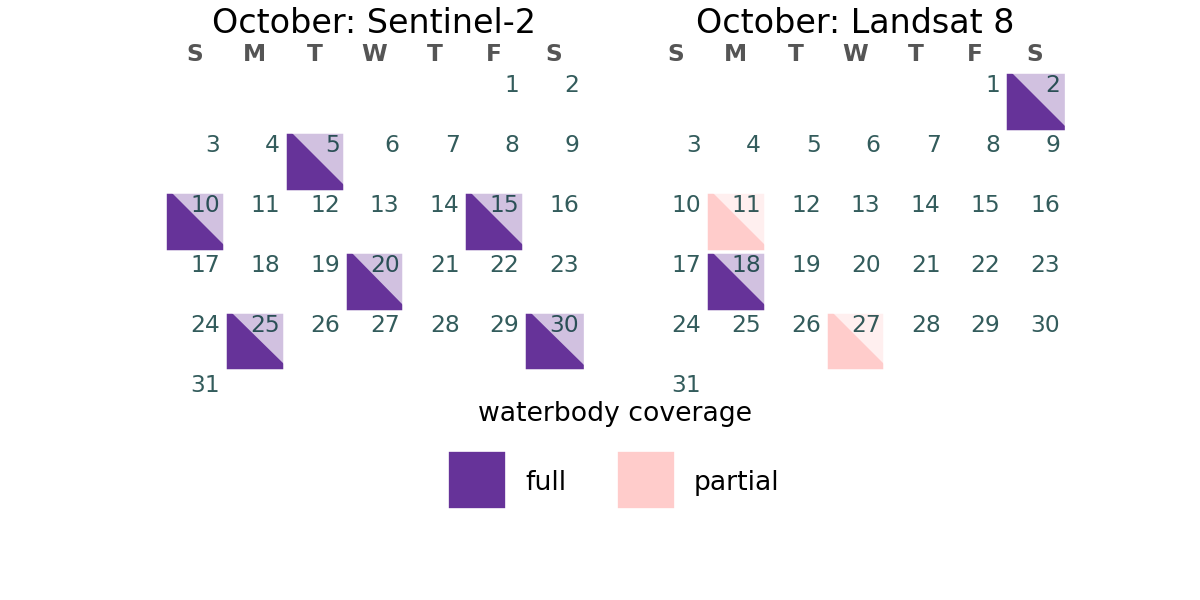 October: Sentinel-2
S M T W T F S
1 2
3 4 5 6 7 8 9
10 11 12 13 14 15 16
17 18 19 20 21 22 23
24 25 26 27 28 29 30
31
October: Landsat 8
S M T W T F S
1 2
3 4 5 6 7 8 9
10 11 12 13 14 15 16
17 18 19 20 21 22 23
24 25 26 27 28 29 30
31
waterbody coverage
full
partial